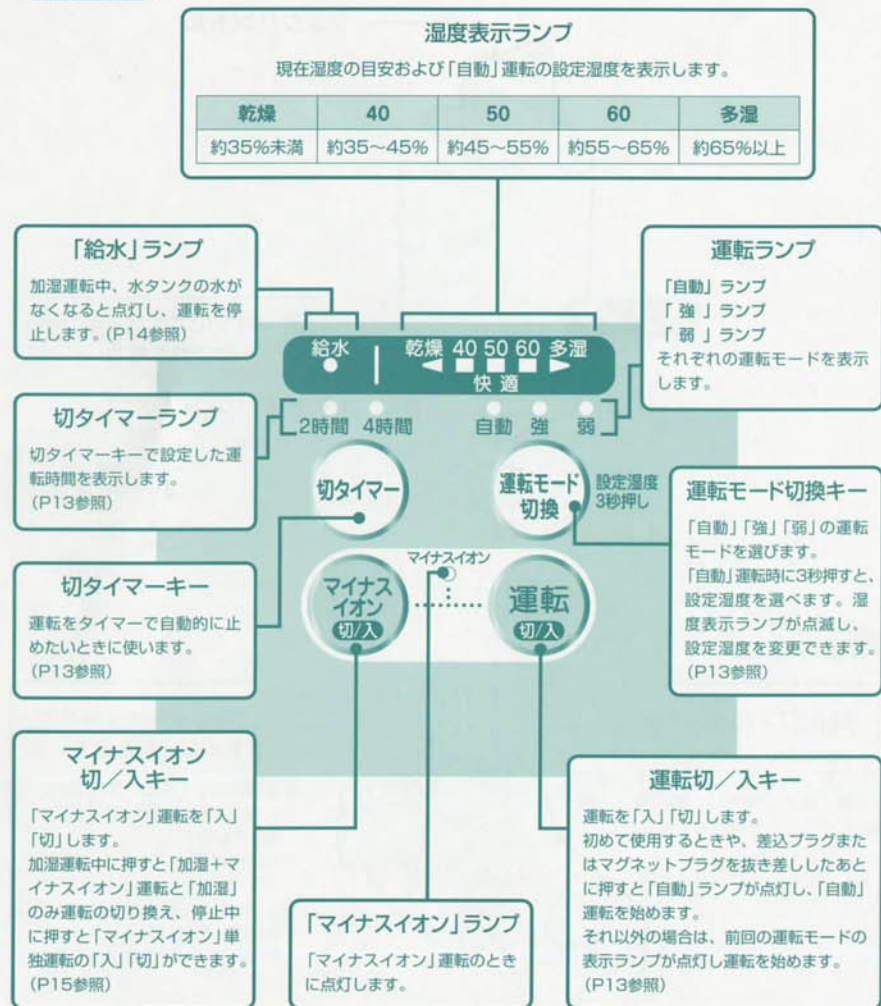 湿度表示ランプ
現在湿度の目安および「自動」運転の設定湿度を表示します。
乾燥 40 50 60 多湿
約35%未満 約35～45% 約45～55% 約55～65% 約65%以上
「給水」ランプ
加湿運転中、水タンクの水が
なくなると点灯し、運転を停
止します。(P14参照)
運転ランプ
「自動」ランプ
「 強 」ランプ
「 弱 」ランプ
それぞれの運転モードを表示
します。
給水 乾燥 40 50 60 多湿
快適
2時間 4時間 自動 強 弱
切タイマーランプ
切タイマーキーで設定した運
転時間を表示します。
(P13参照)
切タイマー
運転モード
切換
設定湿度
3秒押し
運転モード切換キー
「自動」「強」「弱」の運転
モードを選びます。
「自動」運転時に3秒押すと、
設定湿度を選べます。湿
度表示ランプが点滅し、
設定湿度を変更できます。
(P13参照)
切タイマーキー
運転をタイマーで自動的に止
めたいときに使います。
(P13参照)
マイナスイオン
マイナス
イオン
切/入
運転
切/入
マイナスイオン
切／入キー
「マイナスイオン」運転を「入」
「切」します。
加湿運転中に押すと「加湿＋マ
イナスイオン」運転と「加湿」
のみ運転の切り換え、停止中
に押すと「マイナスイオン」単
独運転の「入」「切」ができます。
(P15参照)
「マイナスイオン」ランプ
「マイナスイオン」運転のとき
に点灯します。
運転切／入キー
運転を「入」「切」します。
初めて使用するときや、差込プラグまた
はマグネットプラグを抜き差ししたあと
に押すと「自動」ランプが点灯し、「自動」
運転を始めます。
それ以外の場合は、前回の運転モードの
表示ランプが点灯し運転を始めます。
(P13参照)